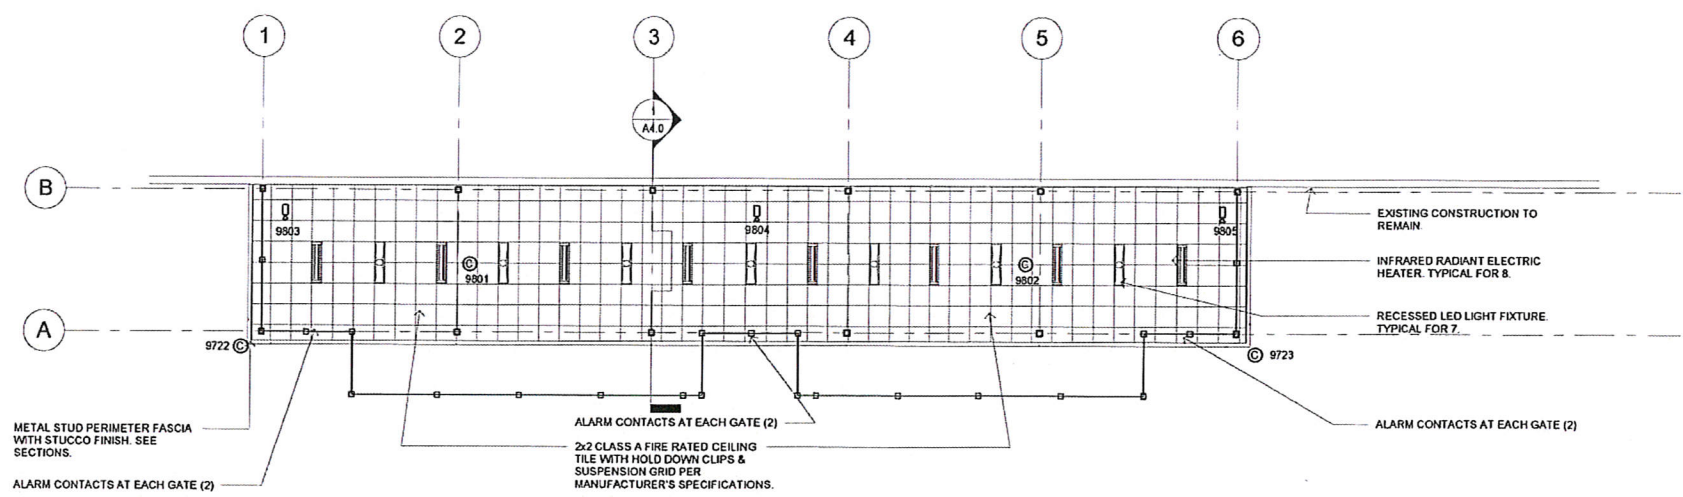 1
2
3
4
5
6
A4.0
B
A
9803
9804
9805
C
9801
C
9802
9722 C
C 9723
EXISTING CONSTRUCTION TO
REMAIN.
INFRARED RADIANT ELECTRIC
HEATER. TYPICAL FOR 8.
RECESSED LED LIGHT FIXTURE.
TYPICAL FOR 7.
METAL STUD PERIMETER FASCIA
WITH STUCCO FINISH. SEE
SECTIONS.
ALARM CONTACTS AT EACH GATE (2)
ALARM CONTACTS AT EACH GATE (2)
2x2 CLASS A FIRE RATED CEILING
TILE WITH HOLD DOWN CLIPS &
SUSPENSION GRID PER
MANUFACTURER'S SPECIFICATIONS.
ALARM CONTACTS AT EACH GATE (2)